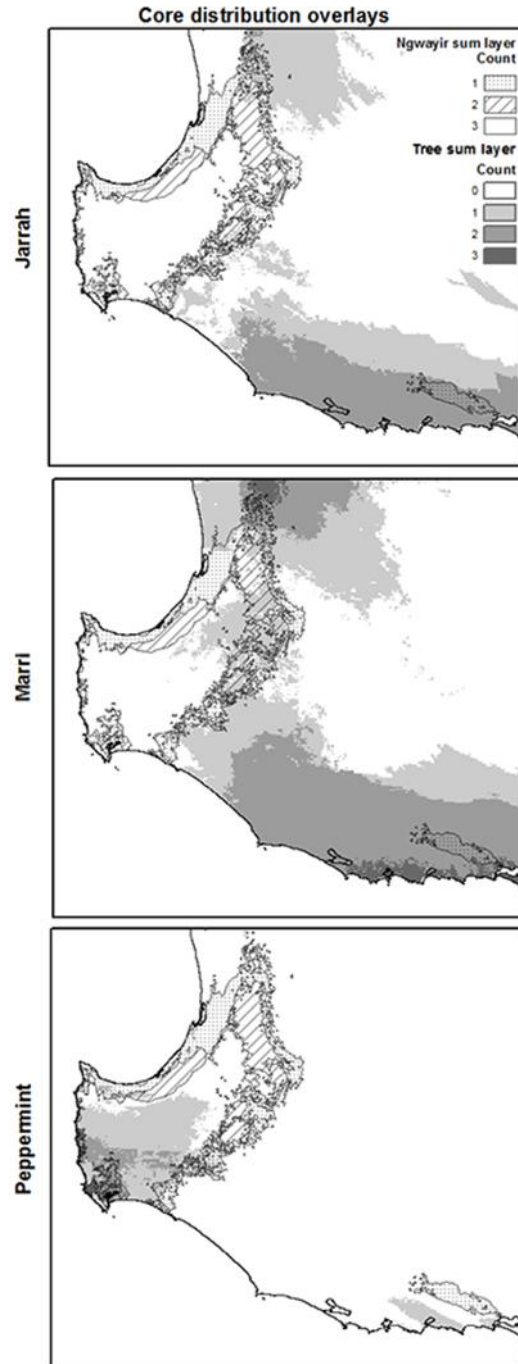 Core distribution overlays
Ngwayir sum layer
Count
1
2
3
Tree sum layer
Count
0
1
2
3
Jarrah
Marri
Peppermint